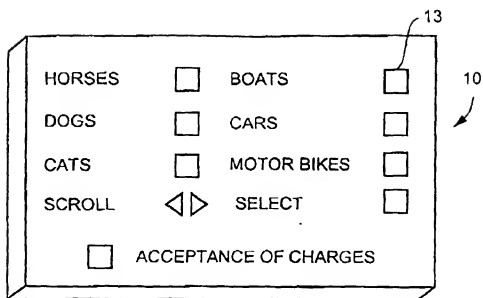 13
HORSES BOATS
10
DOGS CARS
CATS MOTOR BIKES
SCROLL SELECT
ACCEPTANCE OF CHARGES